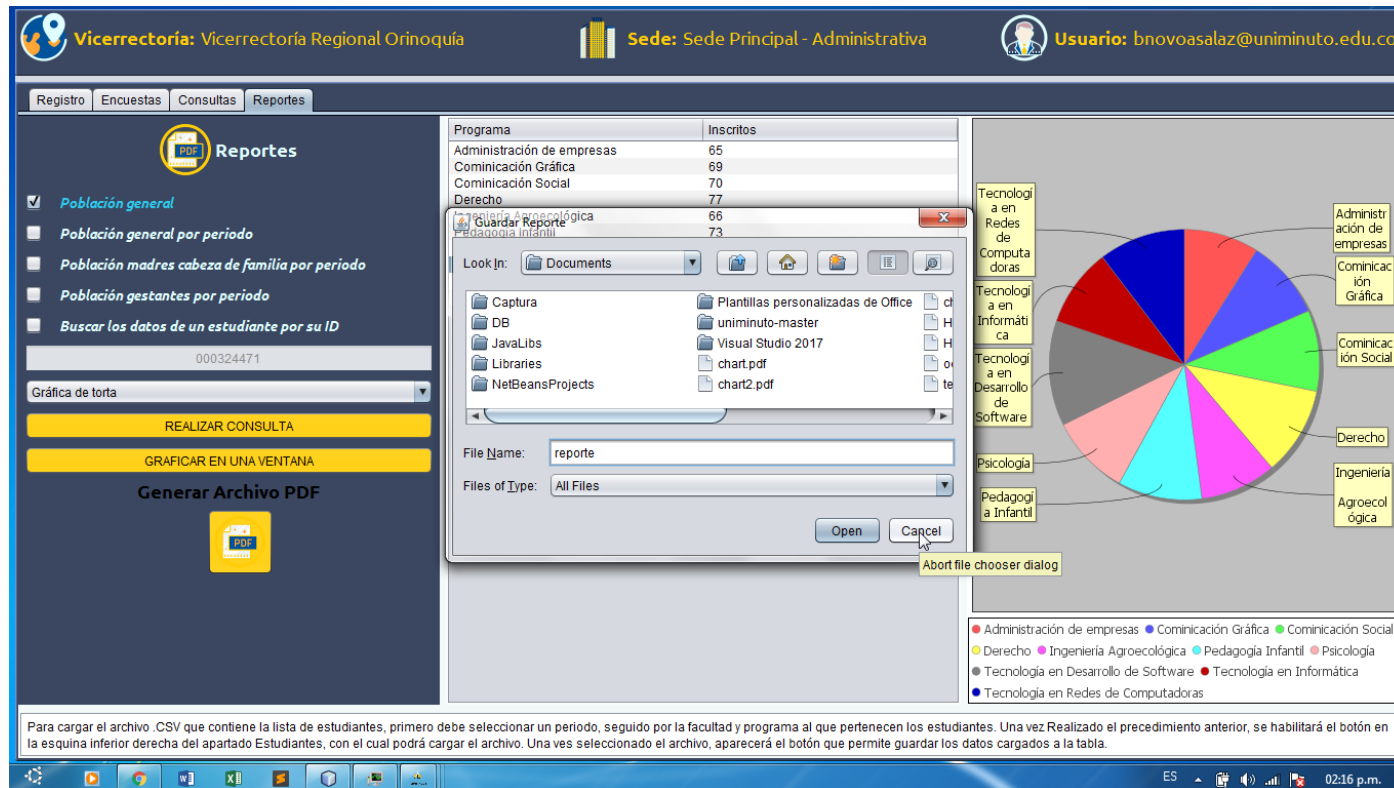 Vicerrectoría: Vicerrectoría Regional Orinoquía
Sede: Sede Principal - Administrativa
Usuario: bnovoasalaz@uniminuto.edu.co
Registro
Encuestas
Consultas
Reportes
PDF
Reportes
Población general
Población general por periodo
Población madres cabeza de familia por periodo
Población gestantes por periodo
Buscar los datos de un estudiante por su ID
000324471
Gráfica de torta
REALIZAR CONSULTA
GRAFICAR EN UNA VENTANA
Generar Archivo PDF
PDF
Programa Inscritos
Administración de empresas 65
Cominicación Gráfica 69
Cominicación Social 70
Derecho 77
Ingeniería Agroecológica 66
Pedagogía Infantil 73
Guardar Reporte
Look In: Documents
Captura
DB
JavaLibs
Libraries
NetBeansProjects
Plantillas personalizadas de Office
uniminuto-master
Visual Studio 2017
chart.pdf
chart2.pdf
ch
H
H
te
File Name: reporte
Files of Type: All Files
Open
Cancel
Abort file chooser dialog
Tecnologí
a en
Redes
de
Computa
doras
Tecnologí
a en
Informáti
ca
Tecnologí
a en
Desarrollo
de
Software
Psicología
Pedagogí
a Infantil
Administr
ación de
empresas
Cominicac
ión
Gráfica
Cominicac
ión Social
Derecho
Ingeniería
Agroecol
ógica
Administración de empresas Cominicación Gráfica Cominicación Social
Derecho Ingeniería Agroecológica Pedagogía Infantil Psicología
Tecnología en Desarrollo de Software Tecnología en Informática
Tecnología en Redes de Computadoras
Para cargar el archivo .CSV que contiene la lista de estudiantes, primero debe seleccionar un periodo, seguido por la facultad y programa al que pertenecen los estudiantes. Una vez Realizado el precedimiento anterior, se habilitará el botón en
la esquina inferior derecha del apartado Estudiantes, con el cual podrá cargar el archivo. Una ves seleccionado el archivo, aparecerá el botón que permite guardar los datos cargados a la tabla.
ES
02:16 p.m.